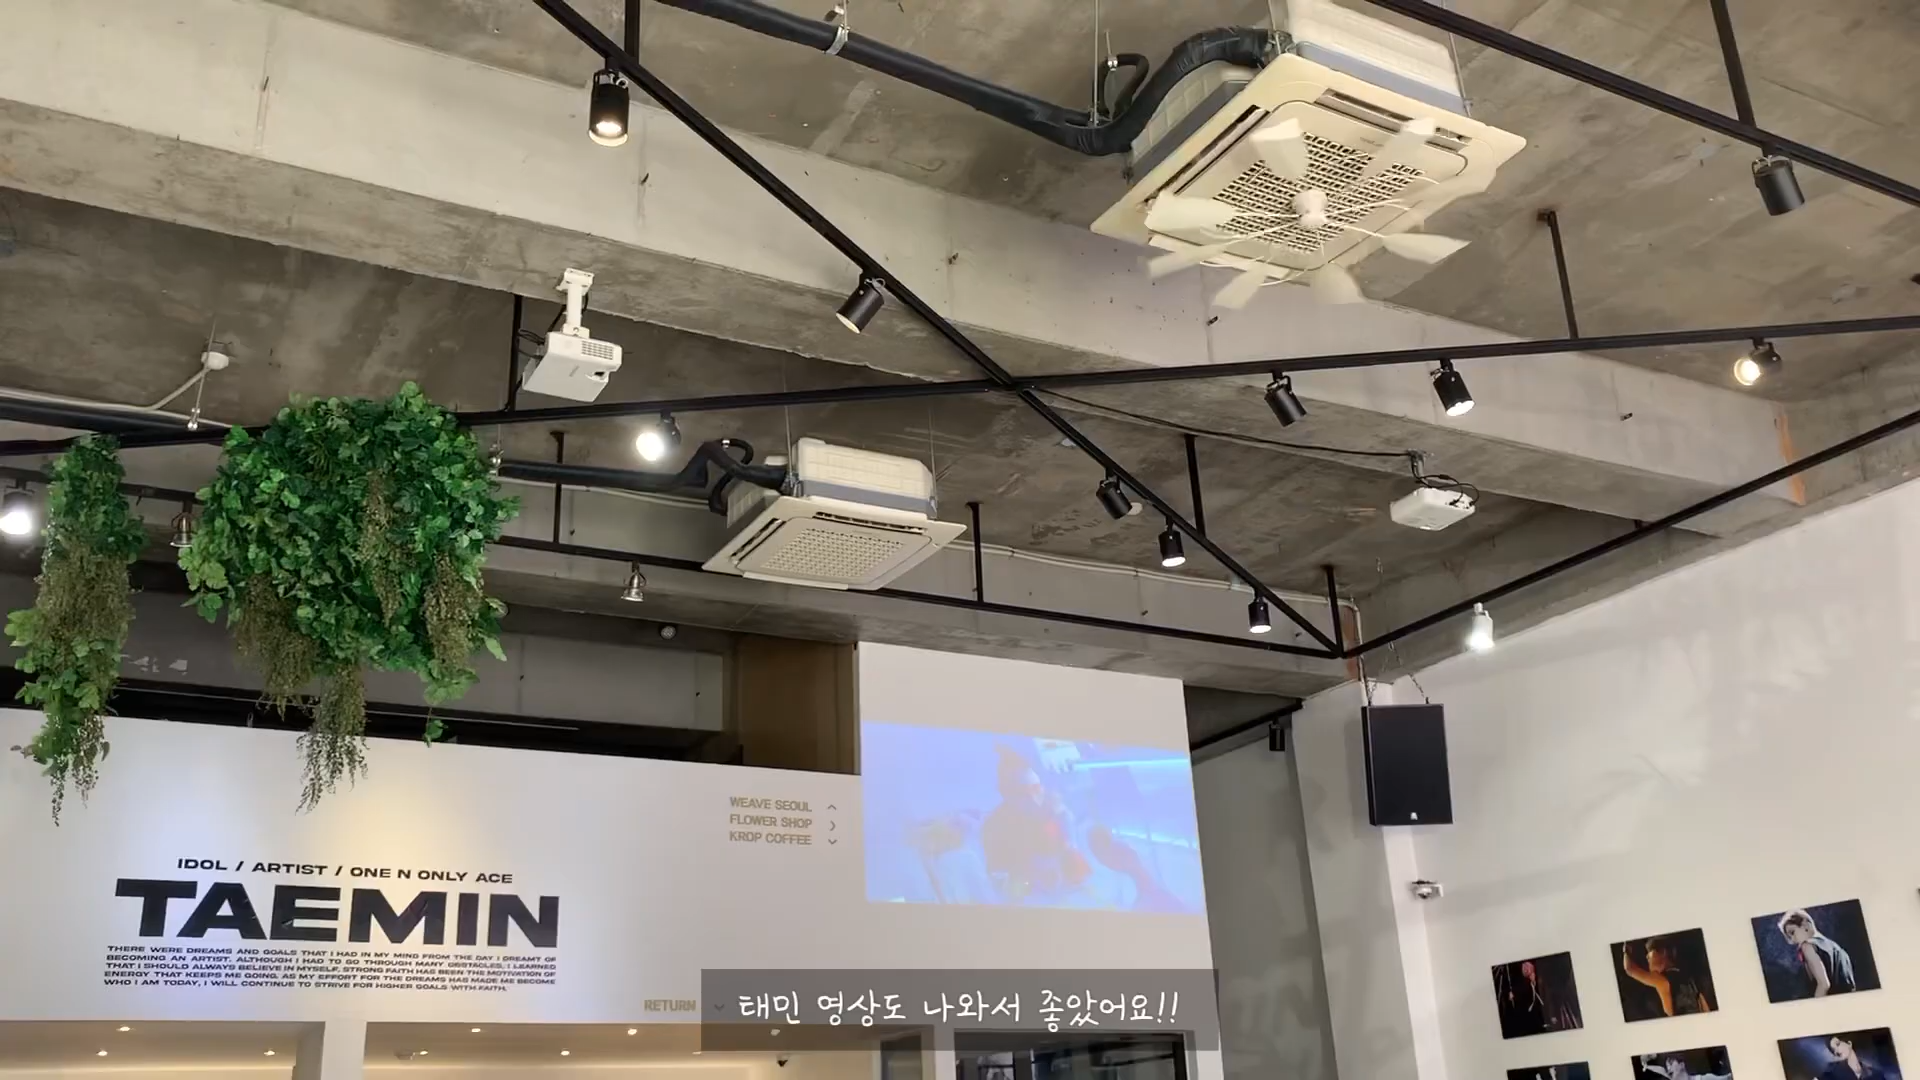 WEAVE SEOUL
FLOWER SHOP
KROP COFFEE
IDOL / ARTIST / ONE N ONLY ACE
TAEMIN
THERE WERE DREAMS AND GOALS THAT I HAD IN MY MIND FROM THE DAY I DREAMT OF
BECOMING AN ARTIST. ALTHOUGH I HAD TO GO THROUGH MANY OBSTACLES, I LEARNED
THAT I SHOULD ALWAYS BELIEVE IN MYSELF. STRONG FAITH HAS BEEN THE MOTIVATION OF
ENERGY THAT KEEPS ME GOING. AS MY EFFORT FOR THE DREAMS HAS MADE ME BECOME
WHO I AM TODAY, I WILL CONTINUE TO STRIVE FOR HIGHER GOALS WITH FAITH.
RETURN
태민 영상도 나와서 좋았어요!!